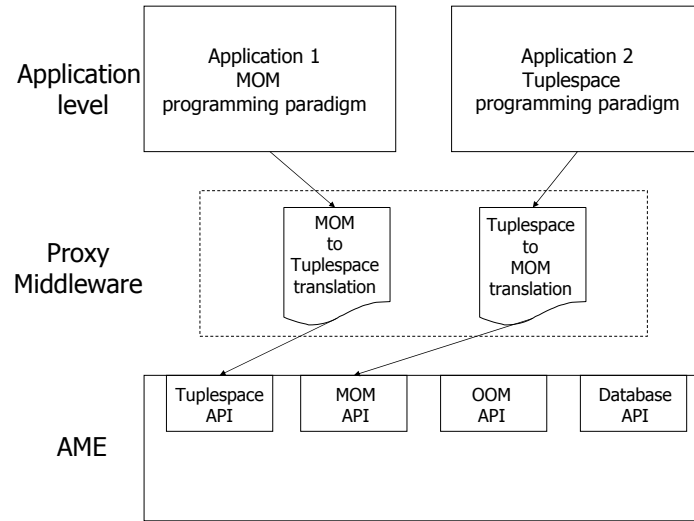 Application
level
Application 1
MOM
programming paradigm
Application 2
Tuplespace
programming paradigm
Proxy
Middleware
MOM
to
Tuplespace
translation
Tuplespace
to
MOM
translation
AME
Tuplespace
API
MOM
API
OOM
API
Database
API